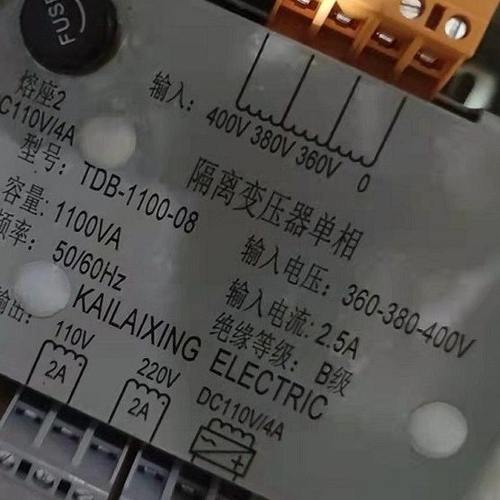 FUSE
熔座2
C110V/4A
输入:
400V 380V 360V 0
隔离变压器单相
型号: TDB-1100-08
容量: 1100VA
频率: 50/60Hz
输入电压: 360-380-400V
输入电流: 2.5A
绝缘等级: B级
KAILAIXING ELECTRIC
输出:
110V
2A
220V
2A
DC110V/4A